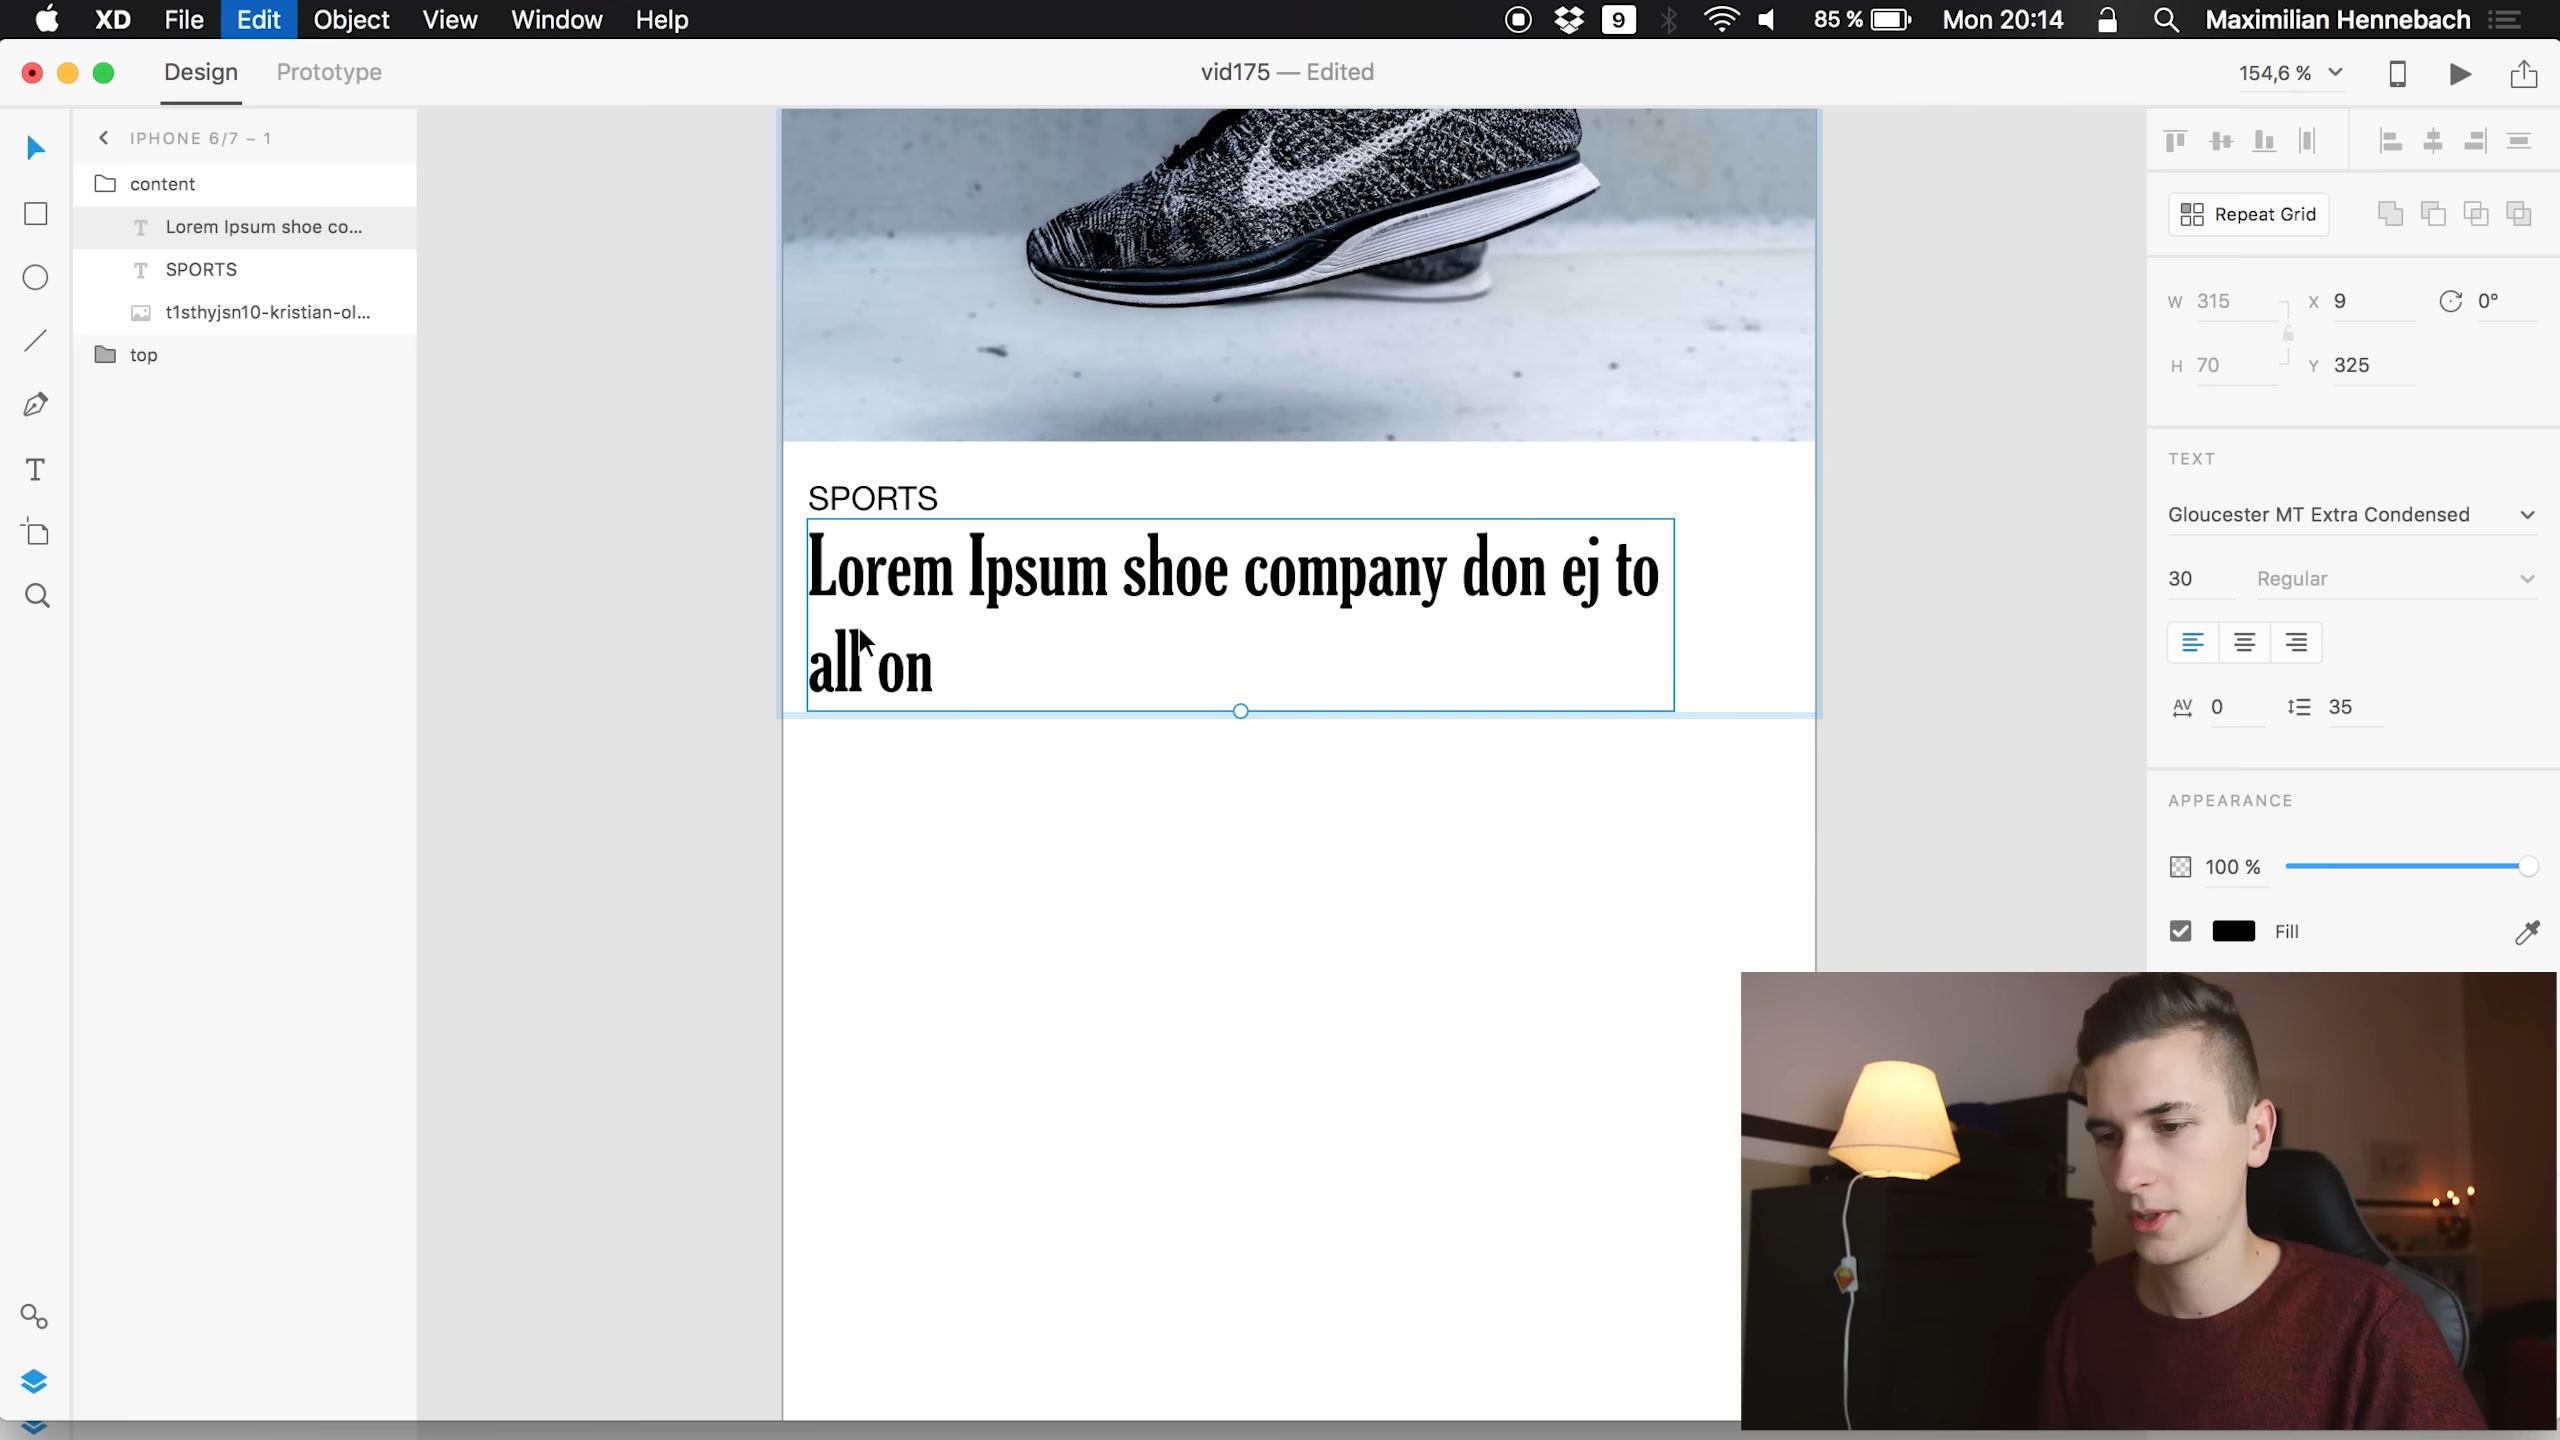 XD File Edit Object View Window Help
9 85 % Mon 20:14 Maximilian Hennebach
Design Prototype
vid175 — Edited
154,6 %
IPHONE 6/7 – 1
content
Lorem Ipsum shoe co...
SPORTS
t1sthyjsn10-kristian-ol...
top
SPORTS
Lorem Ipsum shoe company don ej to
all on
Repeat Grid
W 315 X 9 0°
H 70 Y 325
TEXT
Gloucester MT Extra Condensed
30 Regular
AV 0 35
APPEARANCE
100 %
Fill